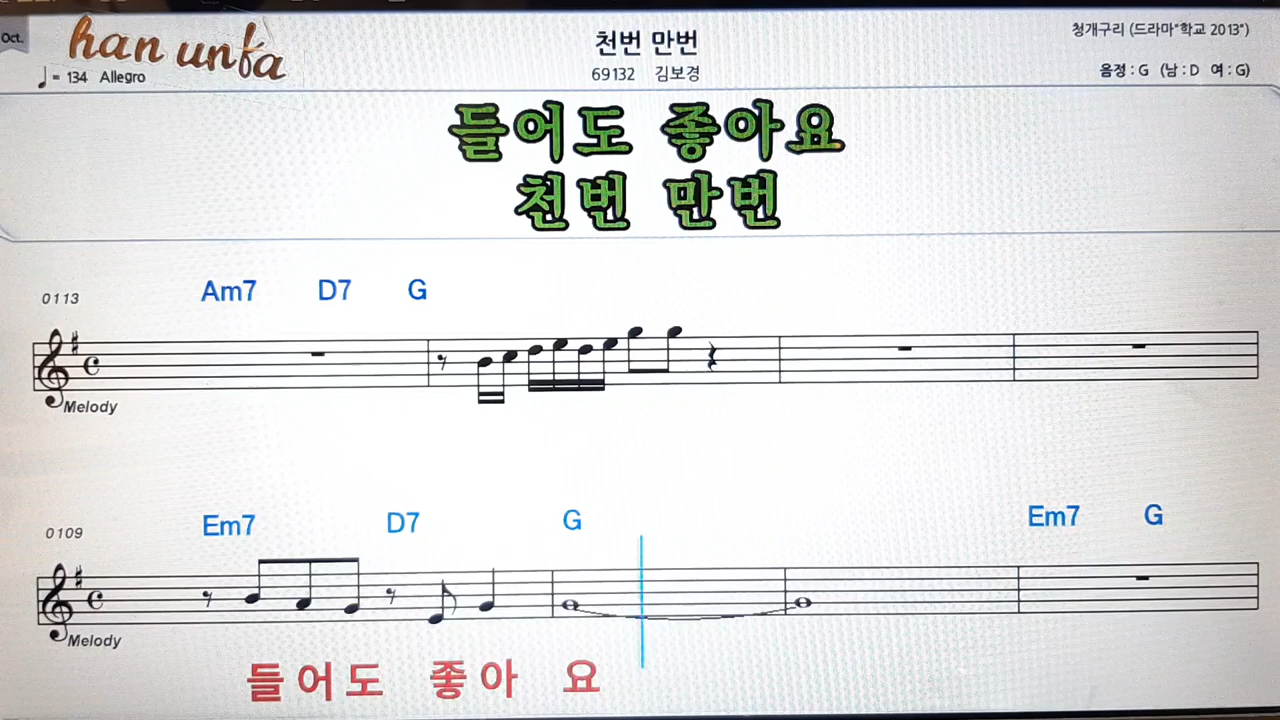 Oct.
han unfa
♩ = 134 Allegro
천번 만번
69132 김보경
청개구리 (드라마"학교 2013")
음정 : G (남 : D 여 : G)
들어도 좋아요
천번 만번
0113
Am7 D7 G
Melody
0109
Em7 D7 G Em7 G
Melody
들어도 좋아 요